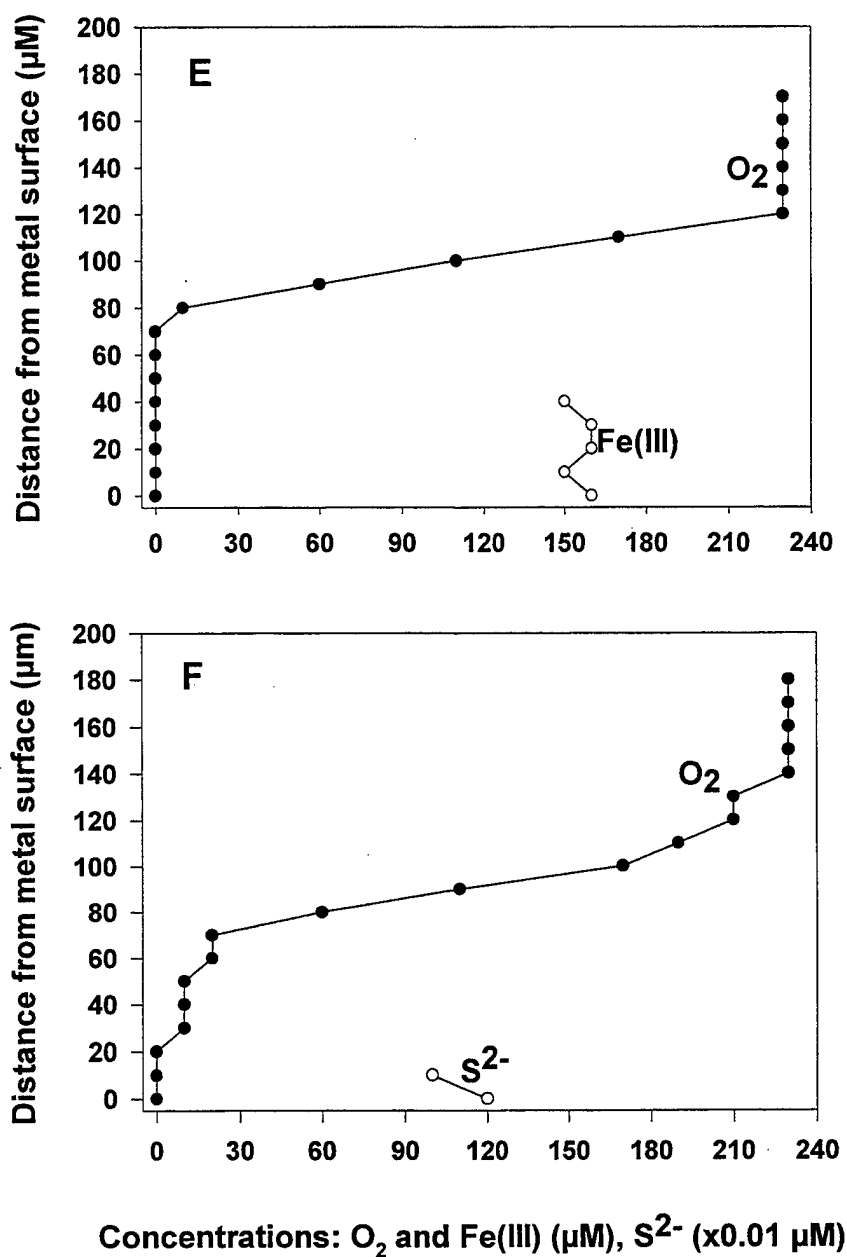 Distance from metal surface (µM)
200
180
160
140
120
100
80
60
40
20
0
E
O2
Fe(III)
0 30 60 90 120 150 180 210 240
Distance from metal surface (µm)
200
180
160
140
120
100
80
60
40
20
0
F
O2
S2-
0 30 60 90 120 150 180 210 240
Concentrations: O2 and Fe(III) (µM), S2- (x0.01 µM)